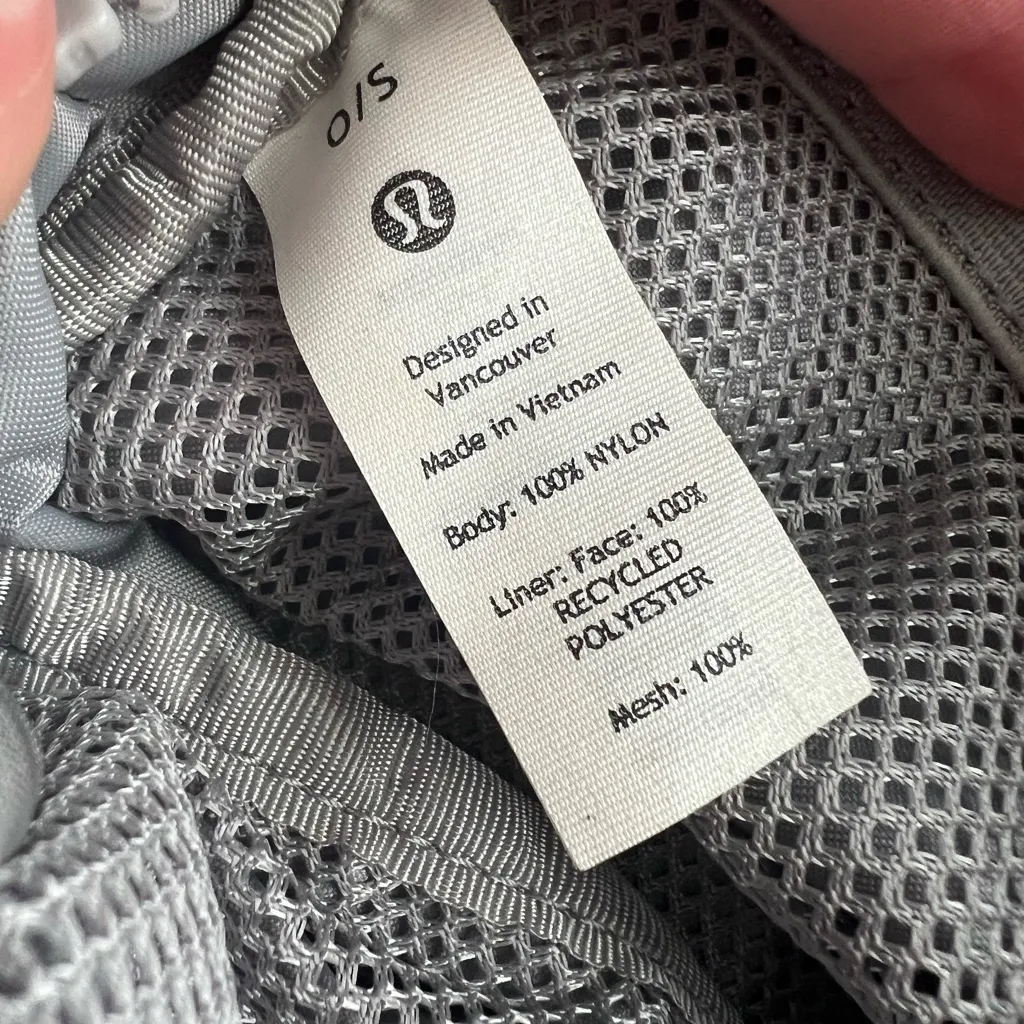 O/S
Designed in
Vancouver
Made in Vietnam
Body: 100% NYLON
Liner: Face: 100%
RECYCLED
POLYESTER
Mesh: 100%